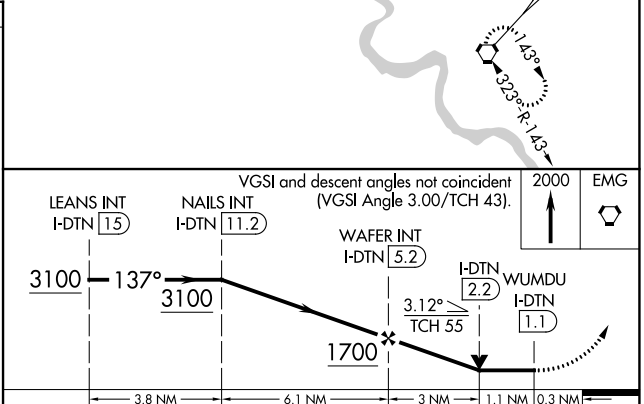 143°
323°
R-143
VGSI and descent angles not coincident
(VGSI Angle 3.00/TCH 43).
2000
EMG
LEANS INT
I-DTN 15
NAILS INT
I-DTN 11.2
WAFER INT
I-DTN 5.2
I-DTN
2.2
WUMDU
I-DTN
1.1
3100
137°
3100
3.12°
TCH 55
1700
3.8 NM
6.1 NM
3 NM
1.1 NM
0.3 NM